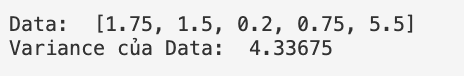 Data:  [1.75, 1.5, 0.2, 0.75, 5.5]
Variance của Data:  4.33675